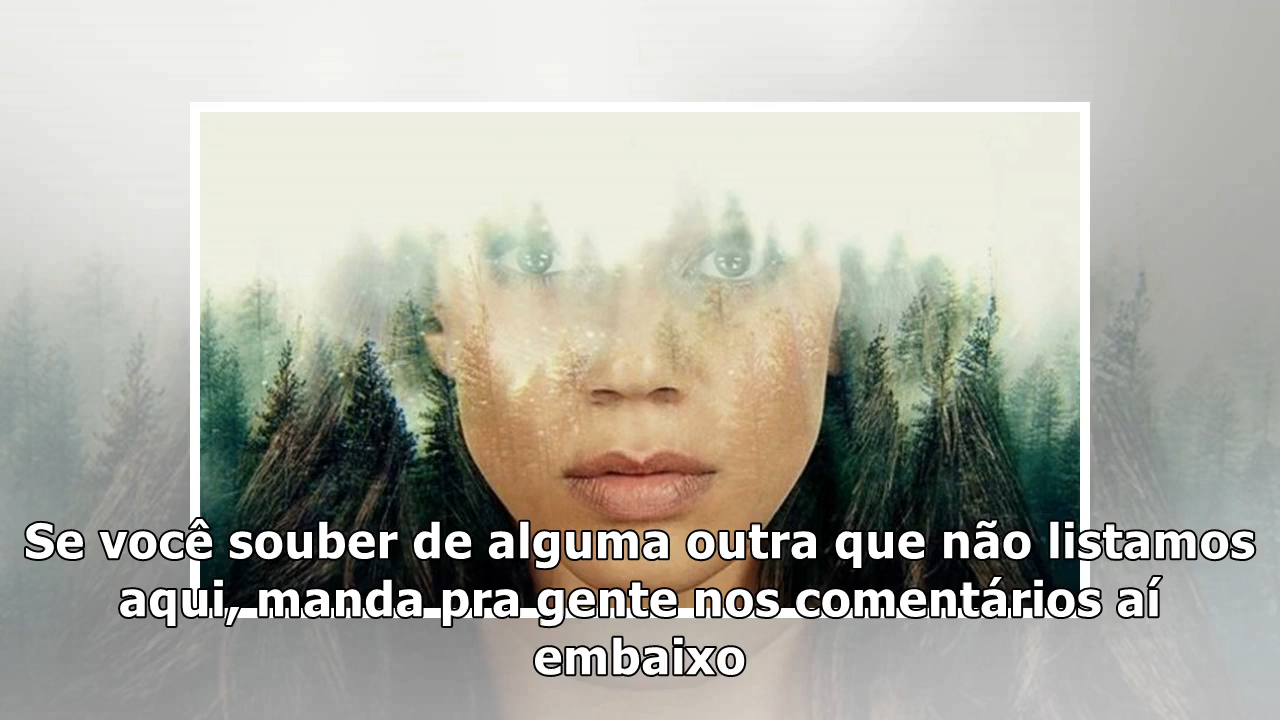 Se você souber de alguma outra que não listamos
aqui, manda pra gente nos comentários aí
embaixo